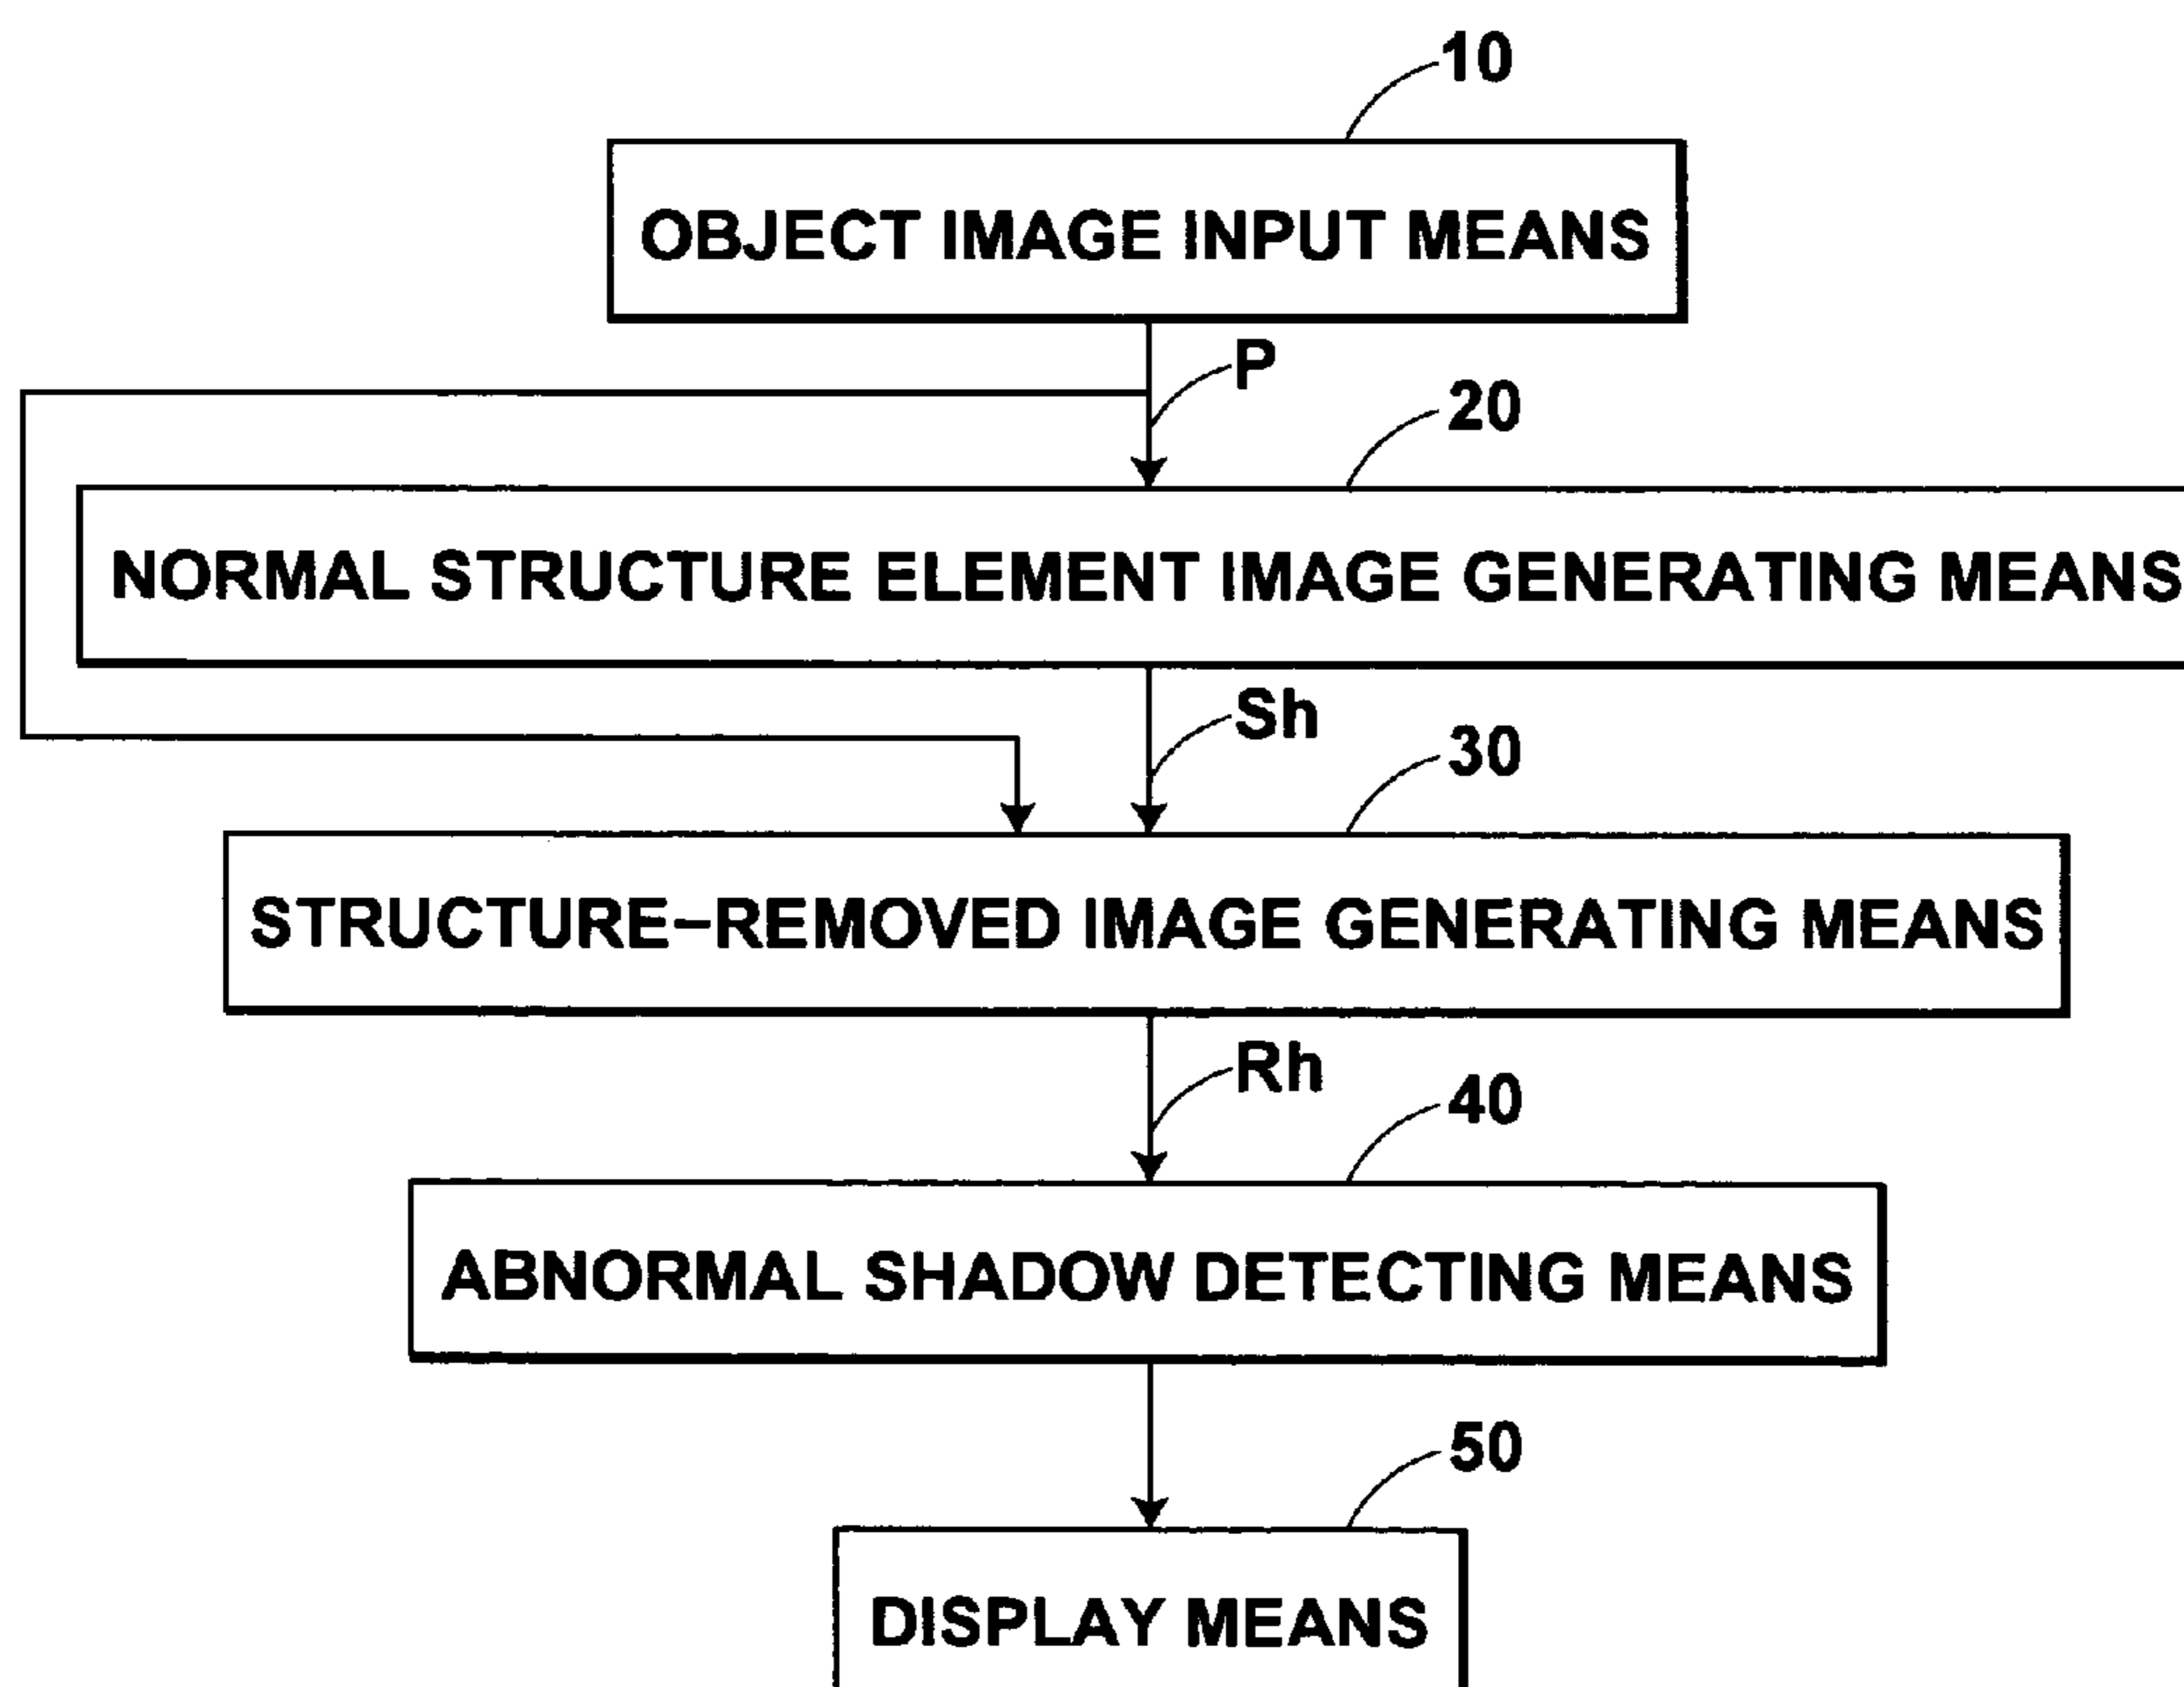 10
OBJECT IMAGE INPUT MEANS
P
20
NORMAL STRUCTURE ELEMENT IMAGE GENERATING MEANS
Sh
30
STRUCTURE-REMOVED IMAGE GENERATING MEANS
Rh
40
ABNORMAL SHADOW DETECTING MEANS
50
DISPLAY MEANS